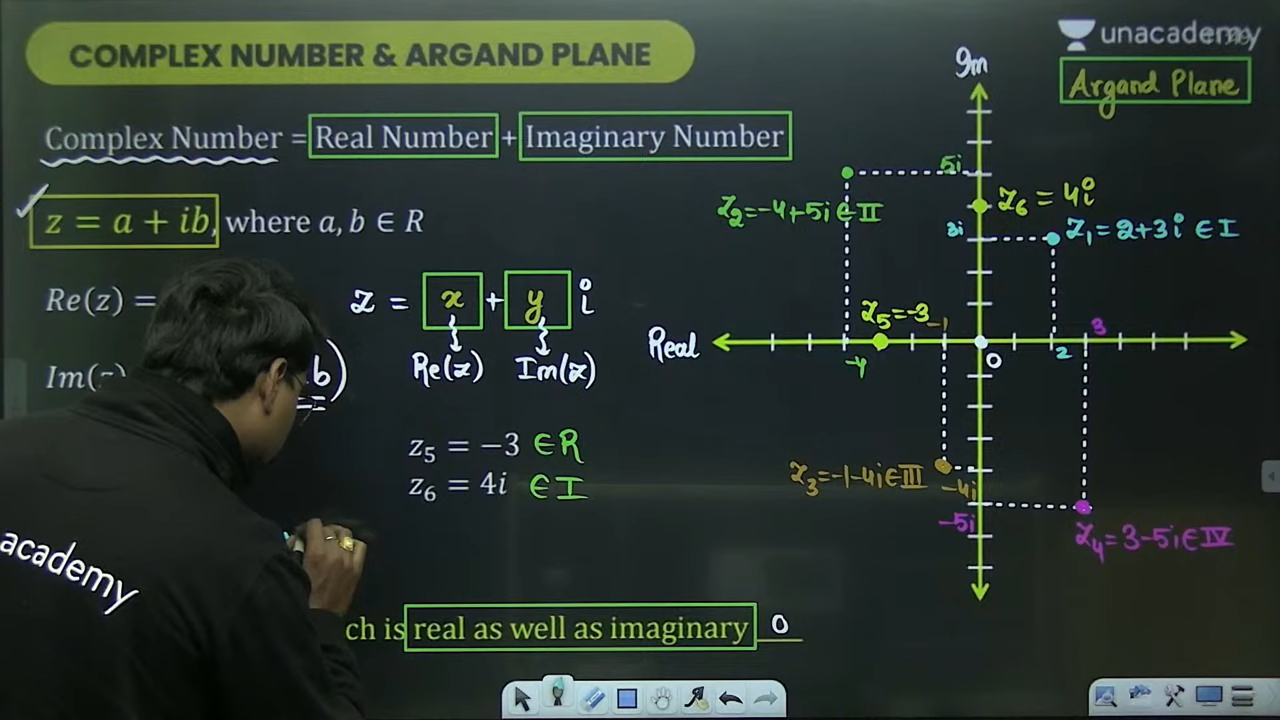 COMPLEX NUMBER & ARGAND PLANE
unacademy
Argand Plane
Complex Number = Real Number + Imaginary Number
z = a + ib, where a, b ∈ R
Re(z) =
z = x + y i
Re(z) Im(z)
Im(z
b)
z₅ = −3 ∈ R
z₆ = 4i ∈ I
ch is real as well as imaginary 0
Im
5i
z₆ = 4i
z₂ = -4+5i ∈ II
3i
z₁ = 2+3i ∈ I
z₅ = -3
-1
3
Real
-4
0
2
z₃ = -1-4i ∈ III
-4i
-5i
z₄ = 3-5i ∈ IV
academy